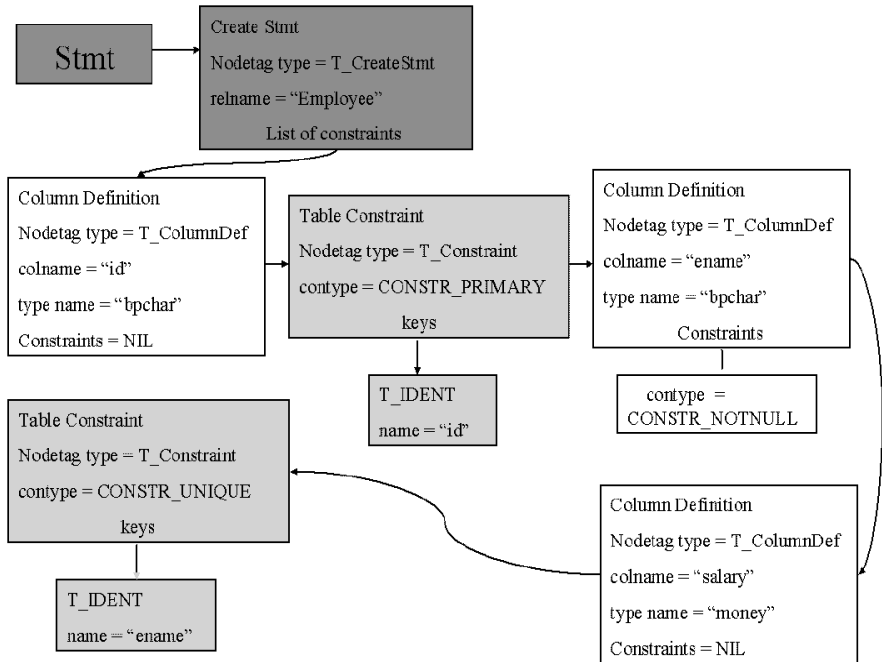 Stmt
Create Stmt
Nodetag type = T_CreateStmt
relname = “Employee”
List of constraints
Column Definition
Nodetag type = T_ColumnDef
colname = “id”
type name = “bpchar”
Constraints = NIL
Table Constraint
Nodetag type = T_Constraint
contype = CONSTR_PRIMARY
keys
T_IDENT
name = “id”
Column Definition
Nodetag type = T_ColumnDef
colname = “ename”
type name = “bpchar”
Constraints
contype =
CONSTR_NOTNULL
Column Definition
Nodetag type = T_ColumnDef
colname = “salary”
type name = “money”
Constraints = NIL
Table Constraint
Nodetag type = T_Constraint
contype = CONSTR_UNIQUE
keys
T_IDENT
name = “ename”